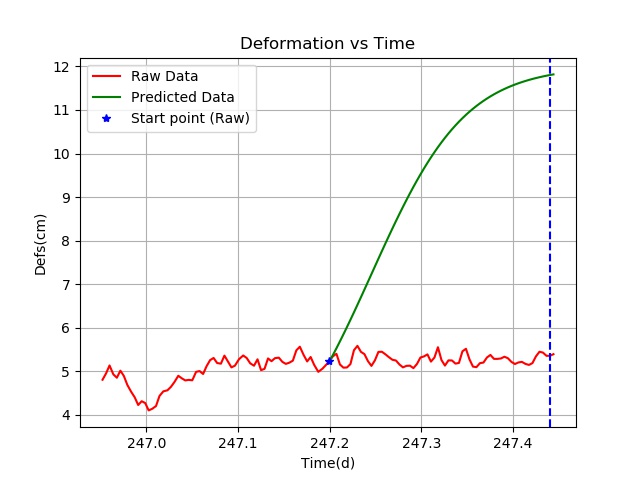 Deformation vs Time
Raw Data
Predicted Data
Start point (Raw)
12
11
10
9
8
7
6
5
4
Defs(cm)
247.0 247.1 247.2 247.3 247.4
Time(d)